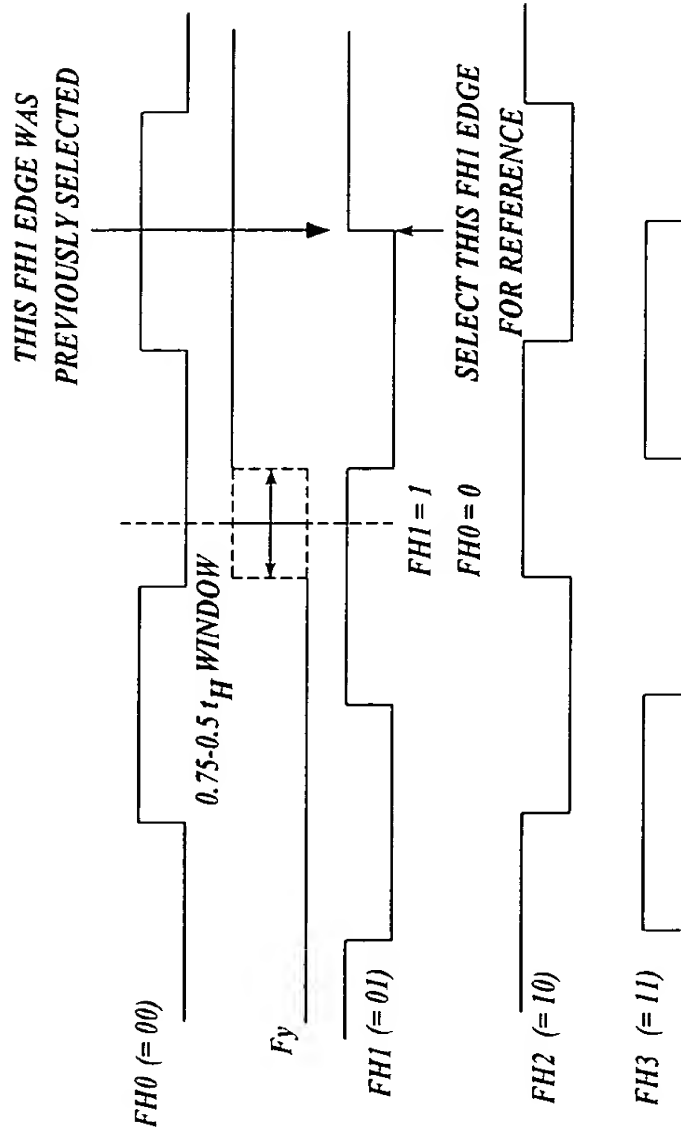 THIS FH1 EDGE WAS
PREVIOUSLY SELECTED
FH0 (= 00)
0.75-0.5 tH WINDOW
Fy
FH1 (= 01)
FH1 = 1
FH0 = 0
SELECT THIS FH1 EDGE
FOR REFERENCE
FH2 (= 10)
FH3 (= 11)